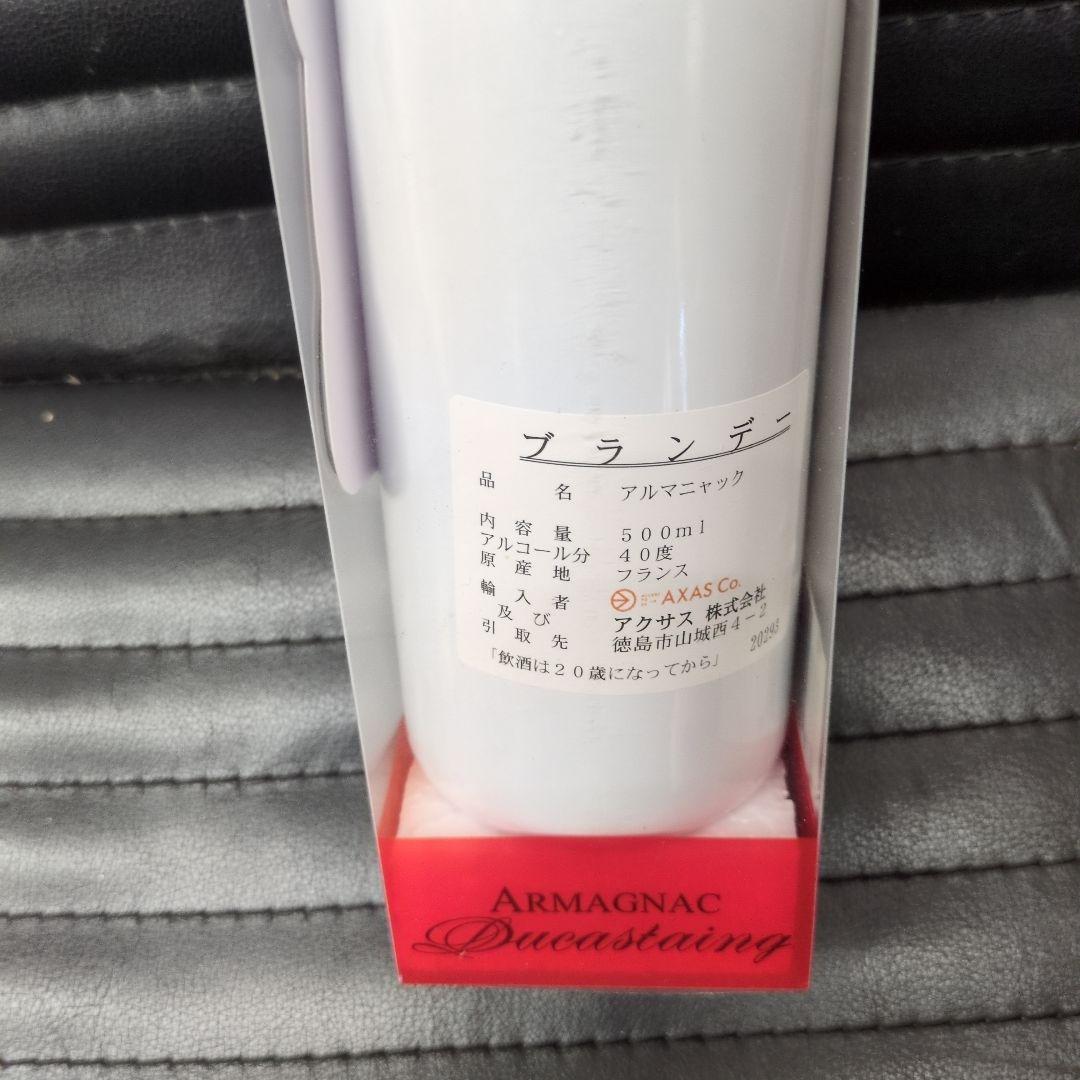 ブランデー
品名 アルマニャック
内容量 500ml
アルコール分 40度
原産地 フランス
輸入者 AXAS Co.
及び アクサス 株式会社
引取先 徳島市山城西4-2
20293
「飲酒は20歳になってから」
ARMAGNAC
Ducastaing